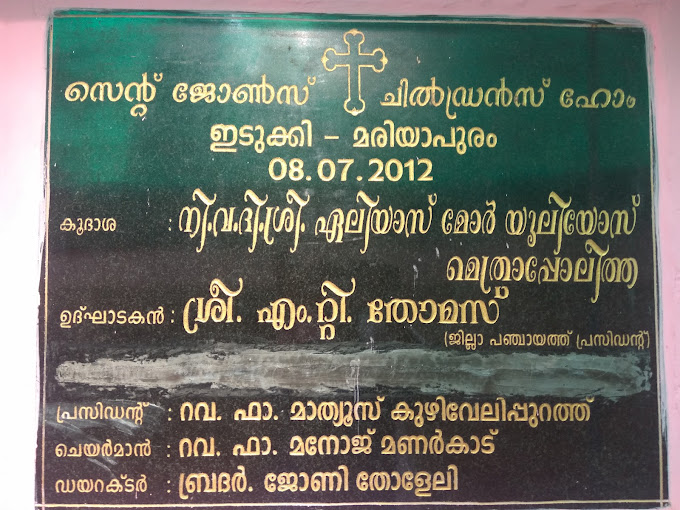 സെന്റ് ജോൺസ് ചിൽഡ്രൻസ് ഹോം
ഇടുക്കി – മരിയാപുരം
08.07.2012
കൂദാശ : നി.വ.ദി.ശ്രീ. ഏലിയാസ് മോർ യൂലിയോസ്
മെത്രാപ്പോലീത്ത
ഉദ്ഘാടകൻ : ശ്രീ. എം.റ്റി. തോമസ്
(ജില്ലാ പഞ്ചായത്ത് പ്രസിഡന്റ്)
പ്രസിഡന്റ് : റവ. ഫാ. മാത്യൂസ് കുഴിവേലിപ്പുറത്ത്
ചെയർമാൻ : റവ. ഫാ. മനോജ് മണർകാട്
ഡയറക്ടർ : ബ്രദർ. ജോണി തോളേലി